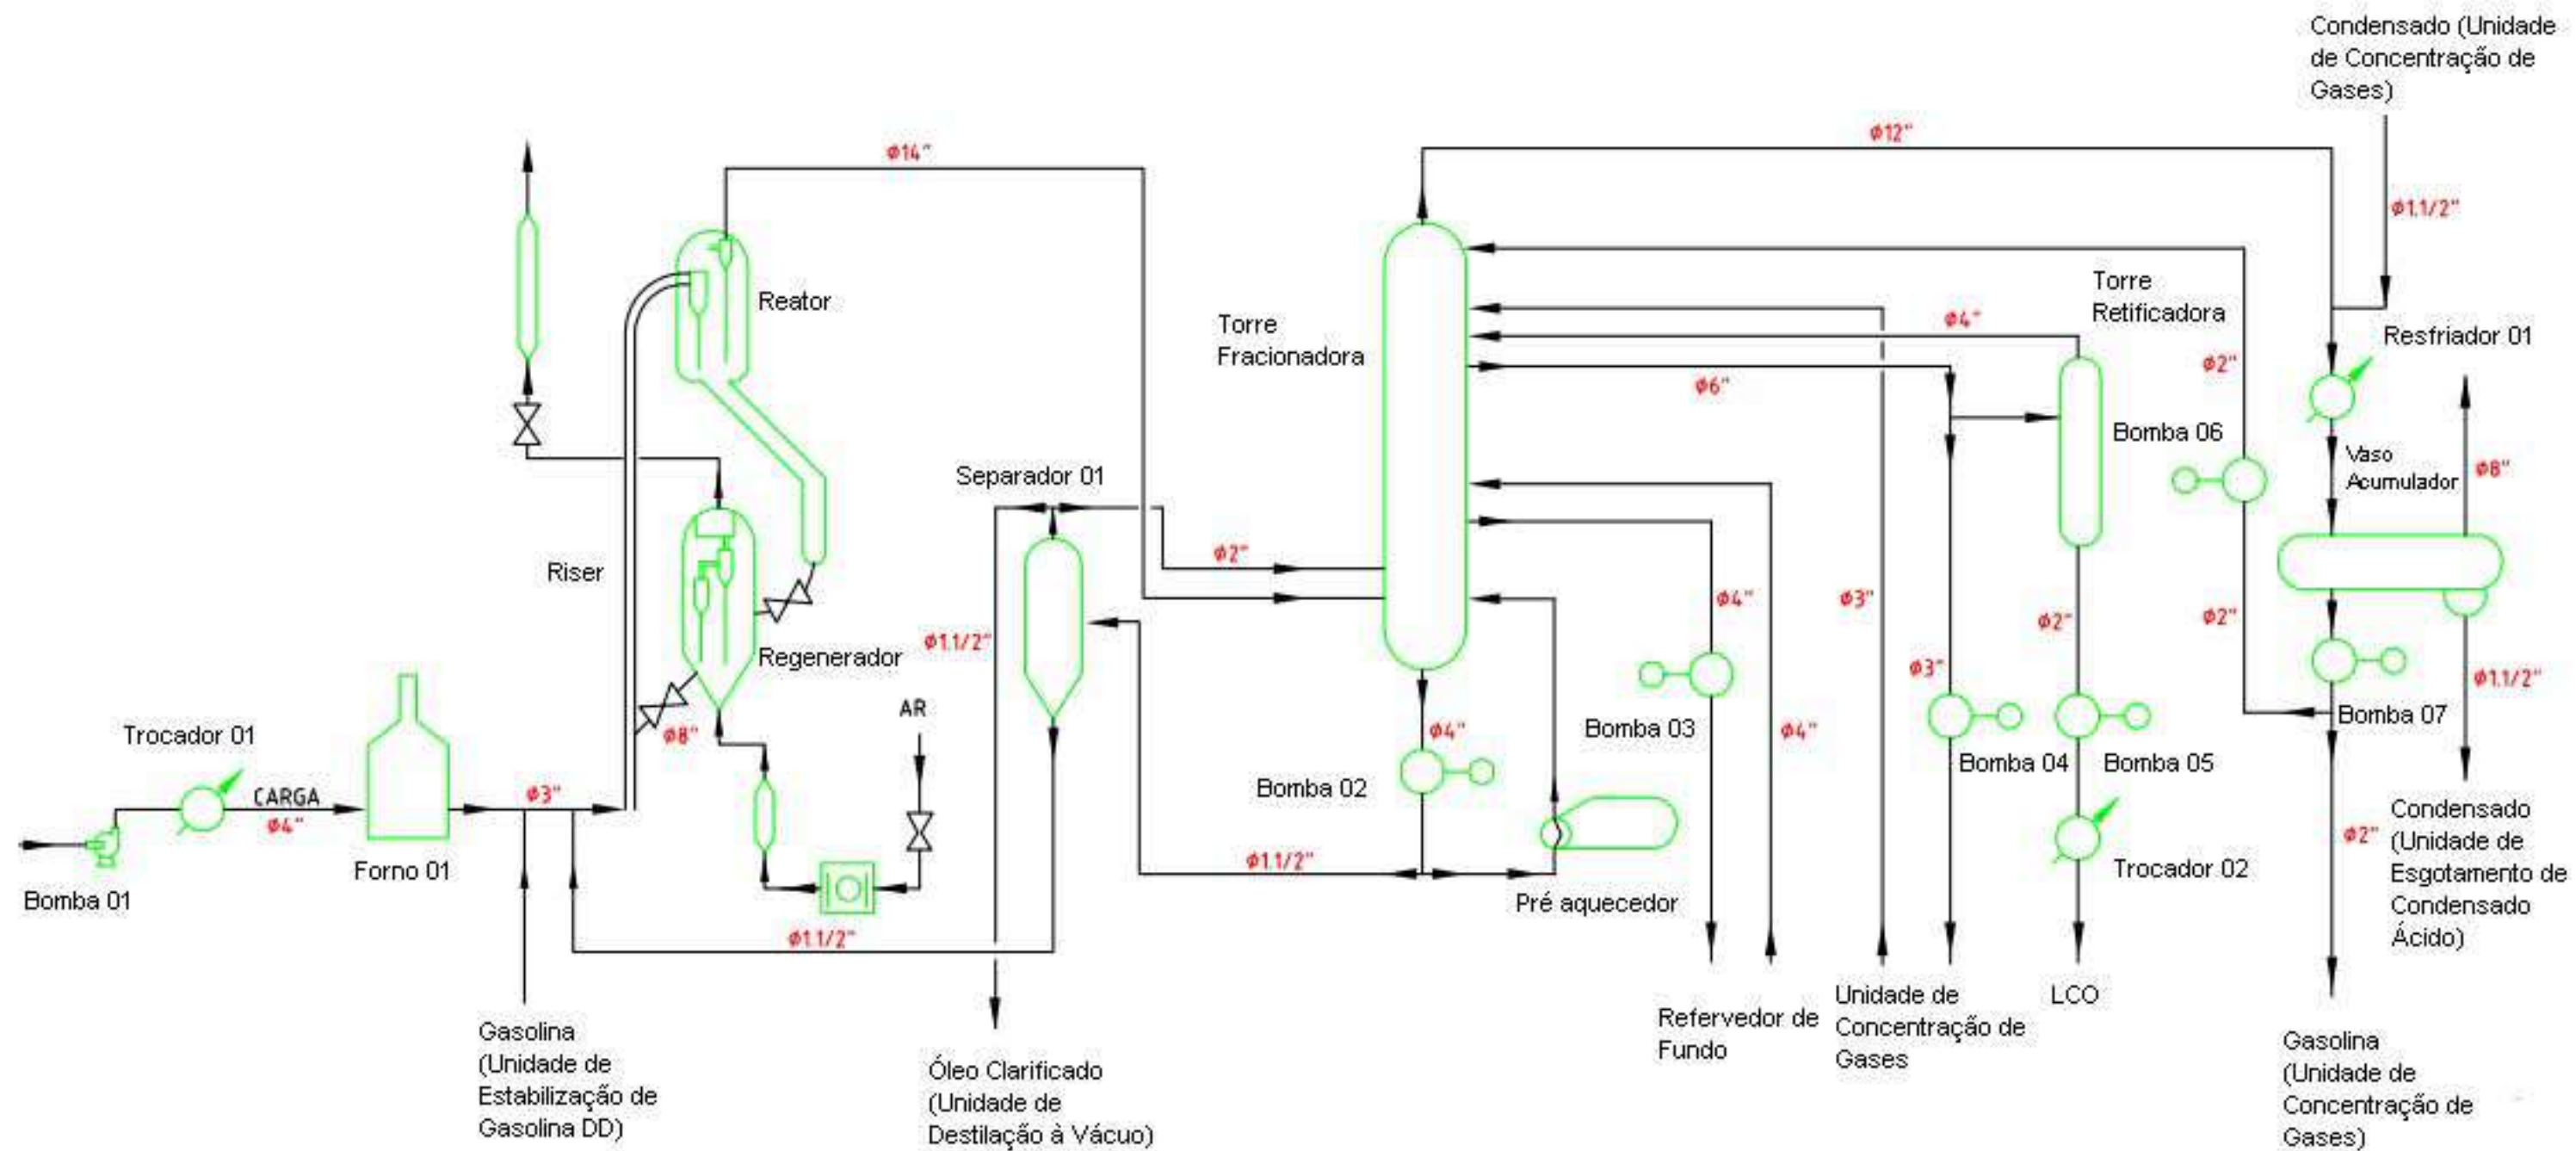 Condensado (Unidade
de Concentração de
Gases)
ø12"
ø14"
ø1.1/2"
Reator
Torre
Fracionadora
Torre
Retificadora
ø4"
Resfriador 01
ø2"
ø6"
Bomba 06
Vaso
Acumulador
ø8"
Separador 01
ø2"
Riser
ø4"
ø3"
ø2"
ø2"
ø1.1/2"
Regenerador
ø3"
ø1.1/2"
AR
Trocador 01
ø8"
Bomba 03
ø4"
ø4"
Bomba 07
Bomba 04
Bomba 05
Bomba 02
CARGA
ø4"
ø3"
Condensado
(Unidade de
Esgotamento de
Condensado
Ácido)
ø2"
Forno 01
ø1.1/2"
Trocador 02
Bomba 01
Pré aquecedor
ø1.1/2"
Unidade de
Concentração de
Gases
LCO
Refervedor de
Fundo
Gasolina
(Unidade de
Estabilização de
Gasolina DD)
Óleo Clarificado
(Unidade de
Destilação à Vácuo)
Gasolina
(Unidade de
Concentração de
Gases)